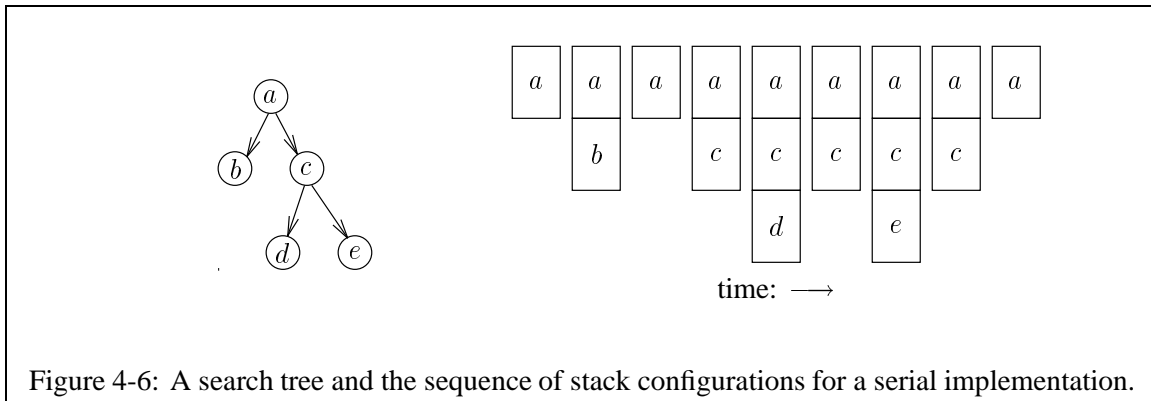 a
b c
d e
a a a a a a a a a
b c c c c c
d e
time: ⟶
Figure 4-6: A search tree and the sequence of stack configurations for a serial implementation.